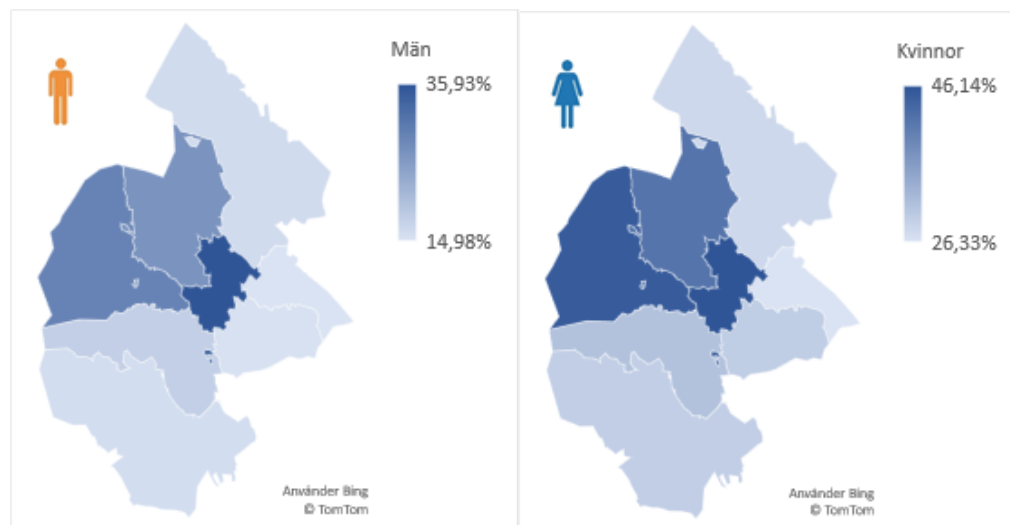 Män
35,93%
14,98%
Använder Bing
© TomTom
Kvinnor
46,14%
26,33%
Använder Bing
© TomTom